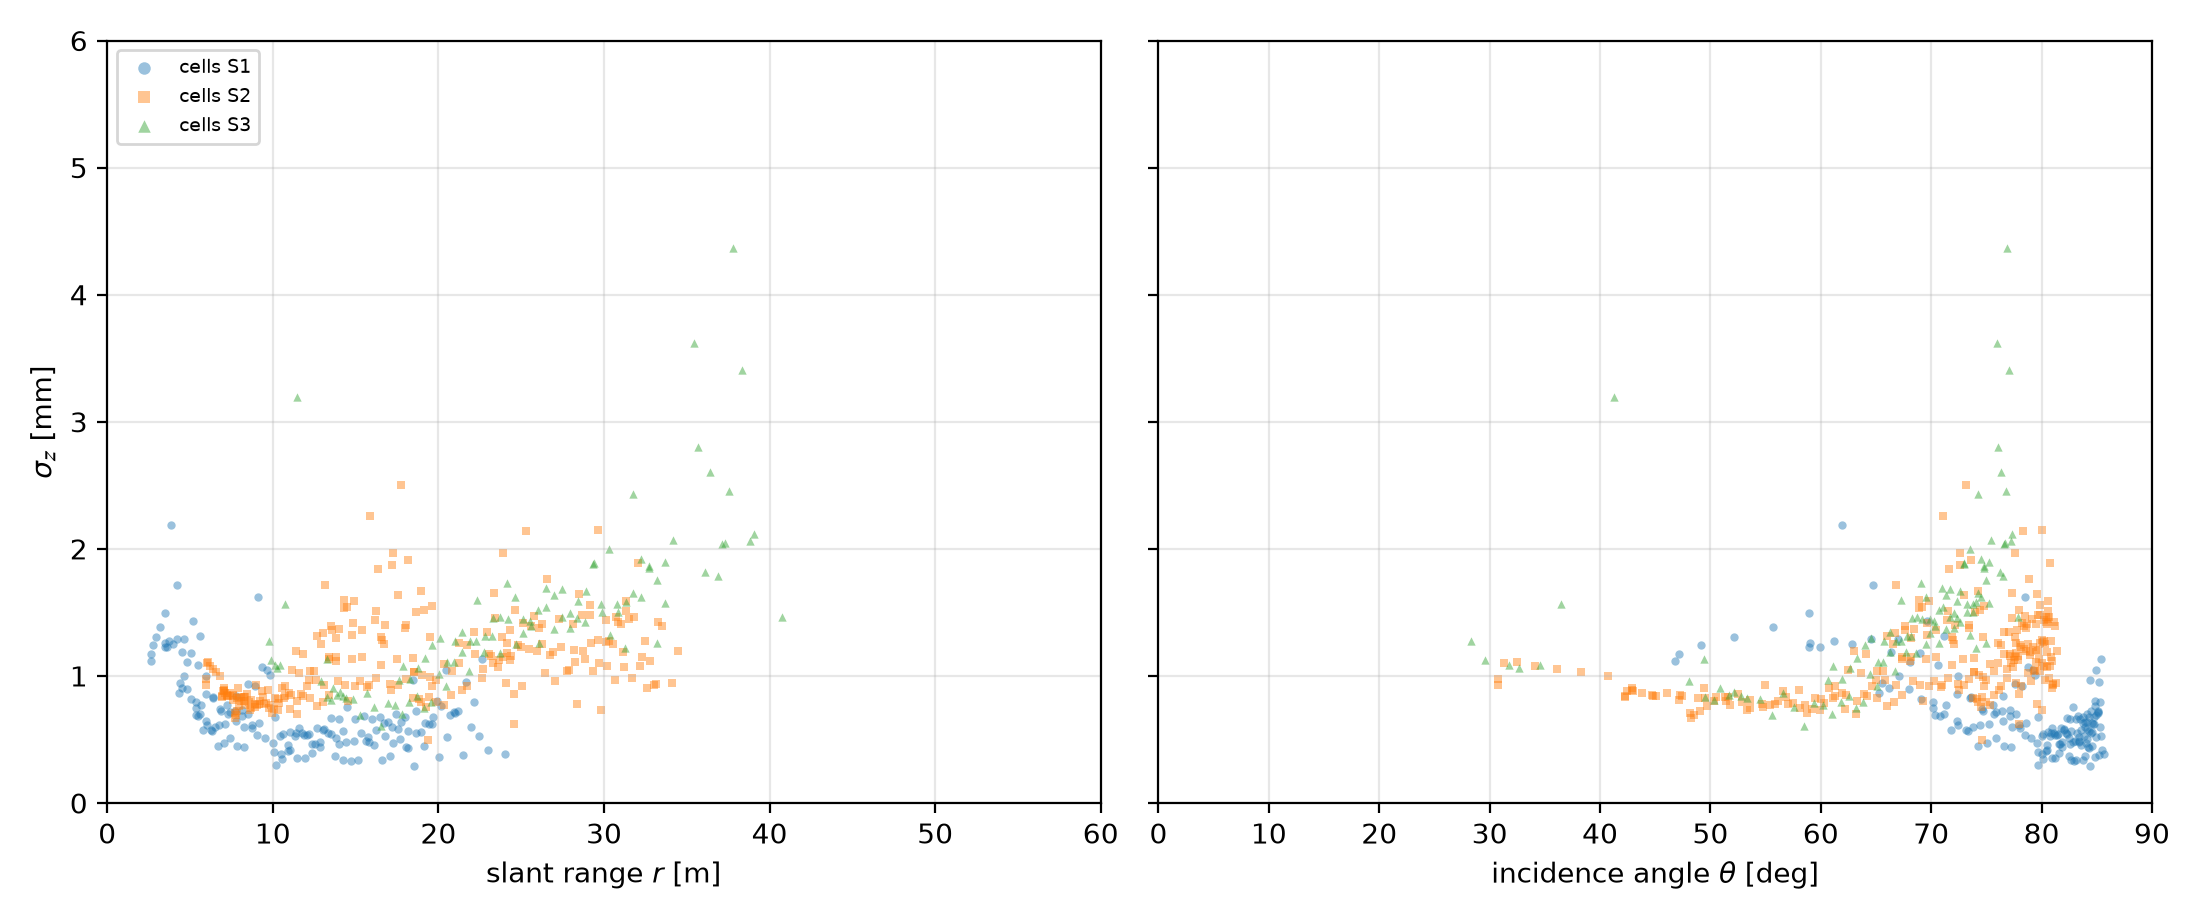 cells S1
cells S2
cells S3
6
5
4
3
2
1
0
σz [mm]
0 10 20 30 40 50 60
slant range r [m]
0 10 20 30 40 50 60 70 80 90
incidence angle θ [deg]